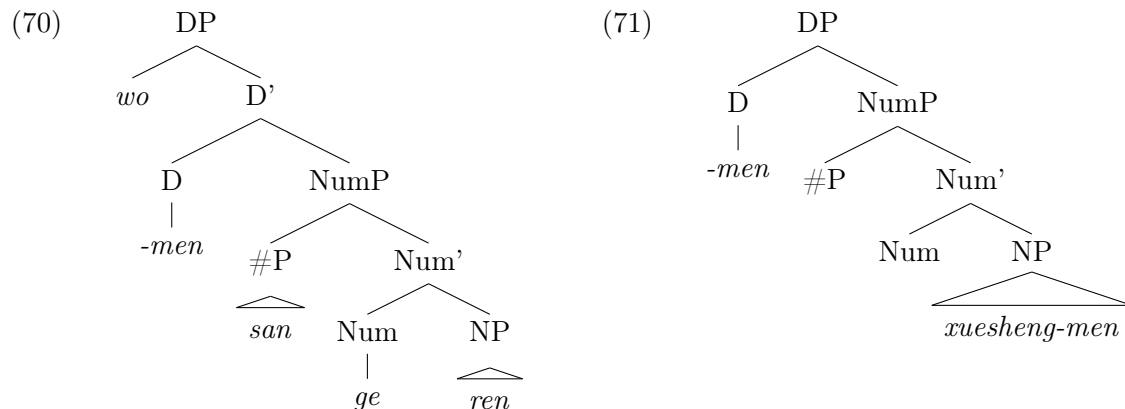 (70) DP (71) DP
wo D' D NumP
D NumP -men #P Num'
-men #P Num' Num NP
san Num NP xuesheng-men
ge ren